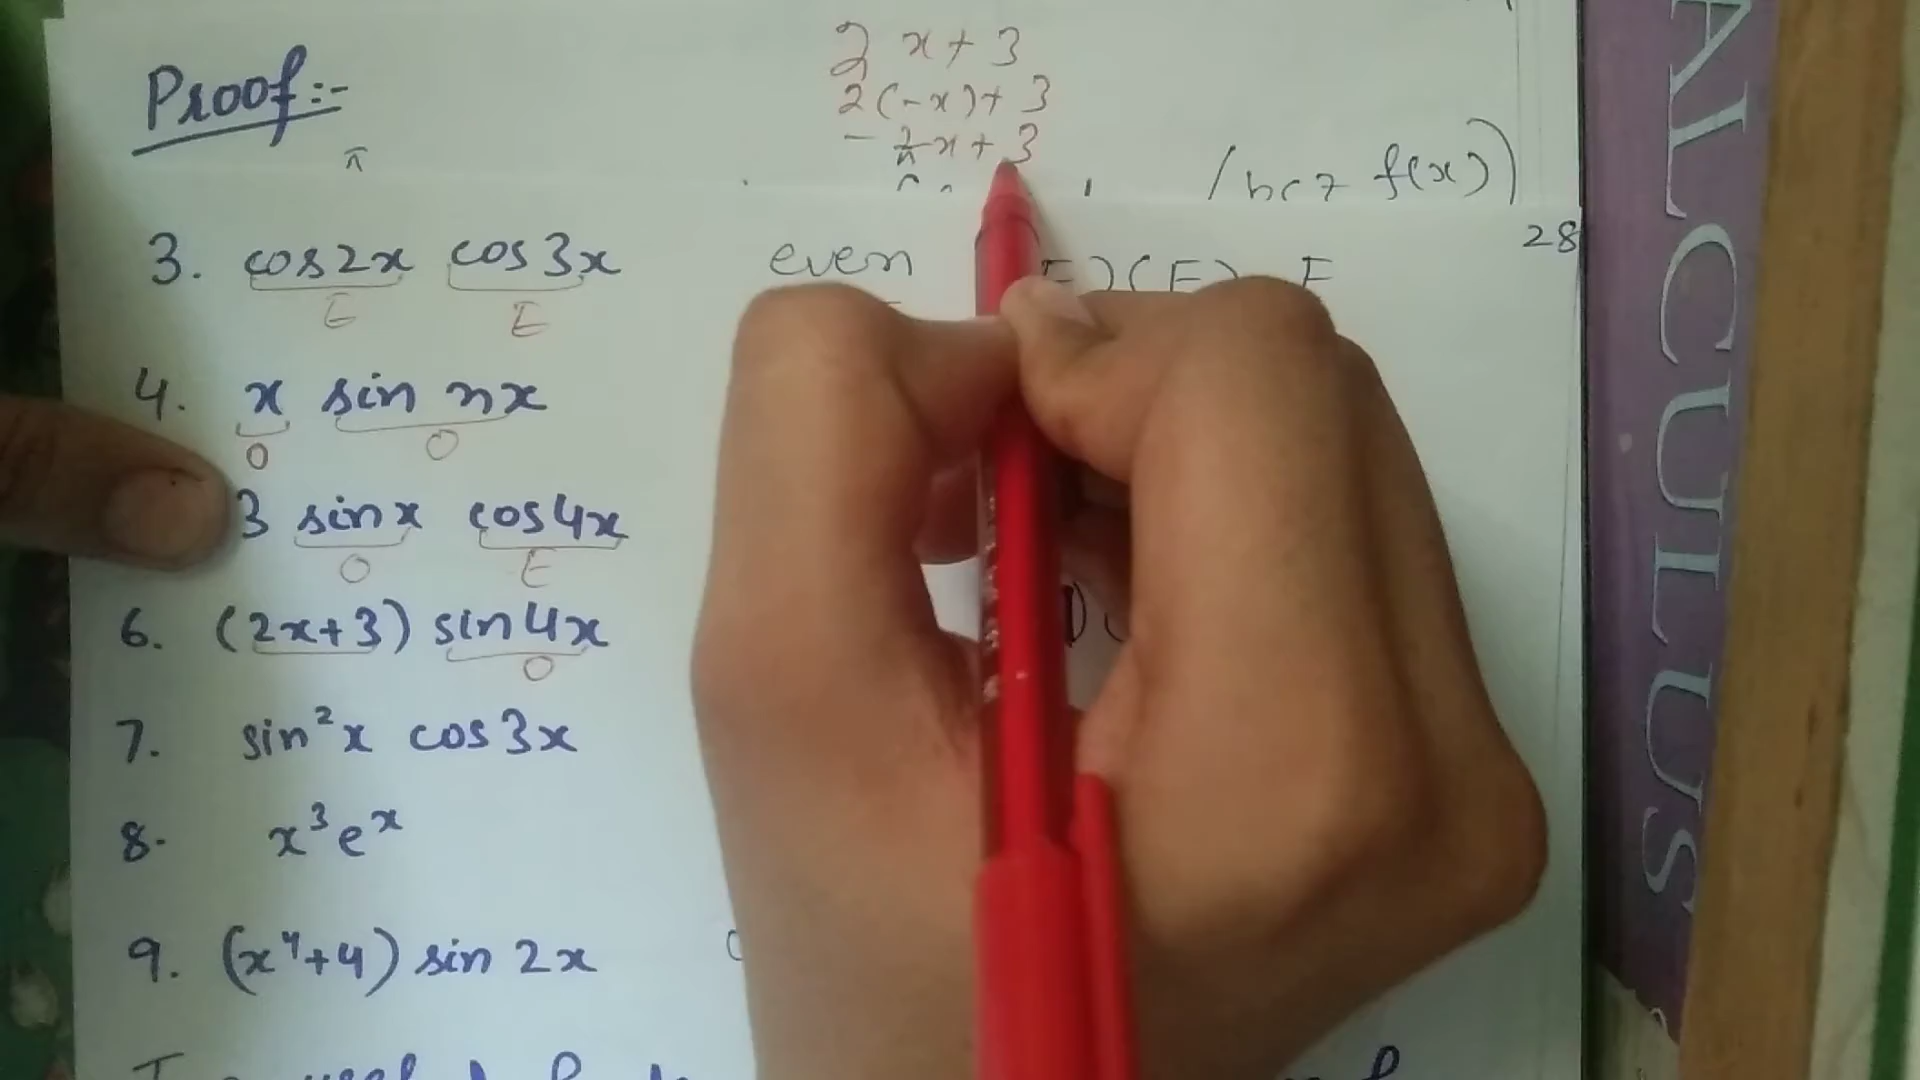 2x+3
Proof:-
2(-x)+3
-2x+3
π
f(x))
28
3. cos2x cos3x even (E) E
E E
4. x sin nx
O O
3 sinx cos4x
O E
6. (2x+3) sin4x
O
7. sin²x cos3x
8. x³eˣ
9. (x⁴+4) sin 2x
ALCULUS